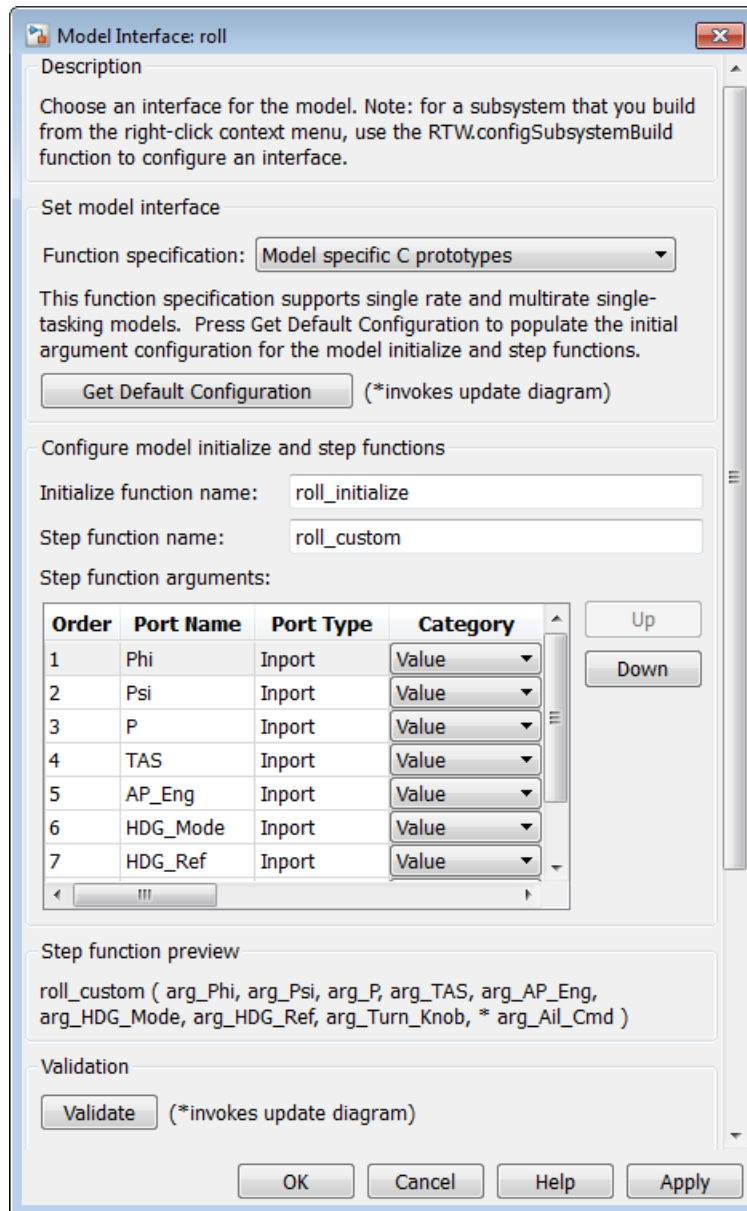 Model Interface: roll
Description
Choose an interface for the model. Note: for a subsystem that you build
from the right-click context menu, use the RTW.configSubsystemBuild
function to configure an interface.
Set model interface
Function specification: Model specific C prototypes
This function specification supports single rate and multirate single-
tasking models. Press Get Default Configuration to populate the initial
argument configuration for the model initialize and step functions.
Get Default Configuration (*invokes update diagram)
Configure model initialize and step functions
Initialize function name: roll_initialize
Step function name: roll_custom
Step function arguments:
Order Port Name Port Type Category Up
1 Phi Inport Value
Down
2 Psi Inport Value
3 P Inport Value
4 TAS Inport Value
5 AP_Eng Inport Value
6 HDG_Mode Inport Value
7 HDG_Ref Inport Value
Step function preview
roll_custom ( arg_Phi, arg_Psi, arg_P, arg_TAS, arg_AP_Eng,
arg_HDG_Mode, arg_HDG_Ref, arg_Turn_Knob, * arg_Ail_Cmd )
Validation
Validate (*invokes update diagram)
OK Cancel Help Apply